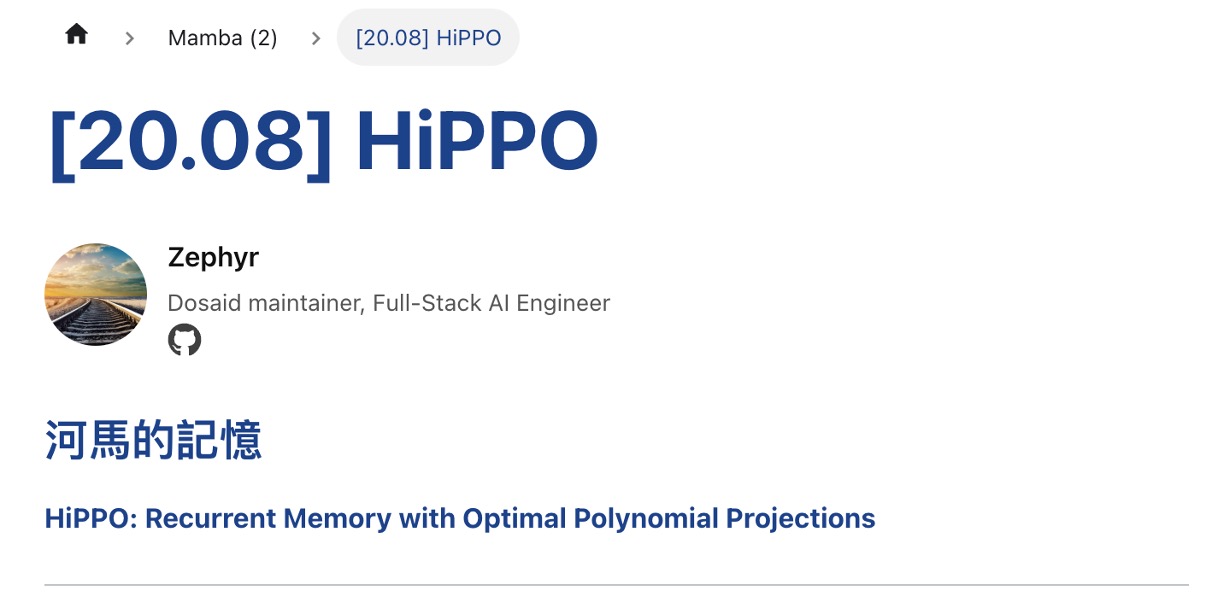 Mamba (2) > [20.08] HiPPO
[20.08] HiPPO
Zephyr
Dosaid maintainer, Full-Stack AI Engineer
河馬的記憶
HiPPO: Recurrent Memory with Optimal Polynomial Projections